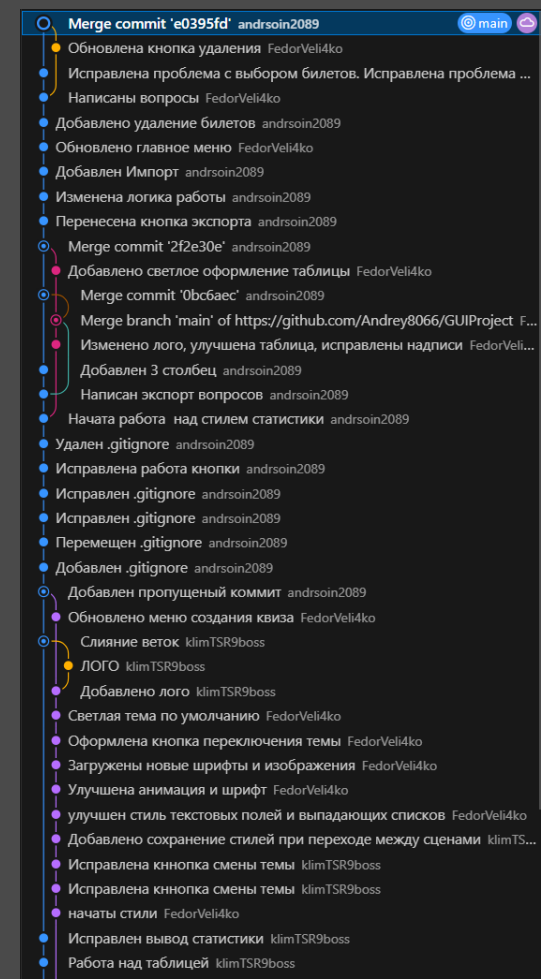 Merge commit 'e0395fd' andrsoin2089 main
Обновлена кнопка удаления FedorVeli4ko
Исправлена проблема с выбором билетов. Исправлена проблема ...
Написаны вопросы FedorVeli4ko
Добавлено удаление билетов andrsoin2089
Обновлено главное меню FedorVeli4ko
Добавлен Импорт andrsoin2089
Изменена логика работы andrsoin2089
Перенесена кнопка экспорта andrsoin2089
Merge commit '2f2e30e' andrsoin2089
Добавлено светлое оформление таблицы FedorVeli4ko
Merge commit '0bc6aec' andrsoin2089
Merge branch 'main' of https://github.com/Andrey8066/GUIProject F...
Изменено лого, улучшена таблица, исправлены надписи FedorVeli...
Добавлен 3 столбец andrsoin2089
Написан экспорт вопросов andrsoin2089
Начата работа над стилем статистики andrsoin2089
Удален .gitignore andrsoin2089
Исправлена работа кнопки andrsoin2089
Исправлен .gitignore andrsoin2089
Исправлен .gitignore andrsoin2089
Перемещен .gitignore andrsoin2089
Добавлен .gitignore andrsoin2089
Добавлен пропущеный коммит andrsoin2089
Обновлено меню создания квиза FedorVeli4ko
Слияние веток klimTSR9boss
ЛОГО klimTSR9boss
Добавлено лого klimTSR9boss
Светлая тема по умолчанию FedorVeli4ko
Оформлена кнопка переключения темы FedorVeli4ko
Загружены новые шрифты и изображения FedorVeli4ko
Улучшена анимация и шрифт FedorVeli4ko
улучшен стиль текстовых полей и выпадающих списков FedorVeli4ko
Добавлено сохранение стилей при переходе между сценами klimTS...
Исправлена кннопка смены темы klimTSR9boss
Исправлена кннопка смены темы klimTSR9boss
начаты стили FedorVeli4ko
Исправлен вывод статистики klimTSR9boss
Работа над таблицей klimTSR9boss